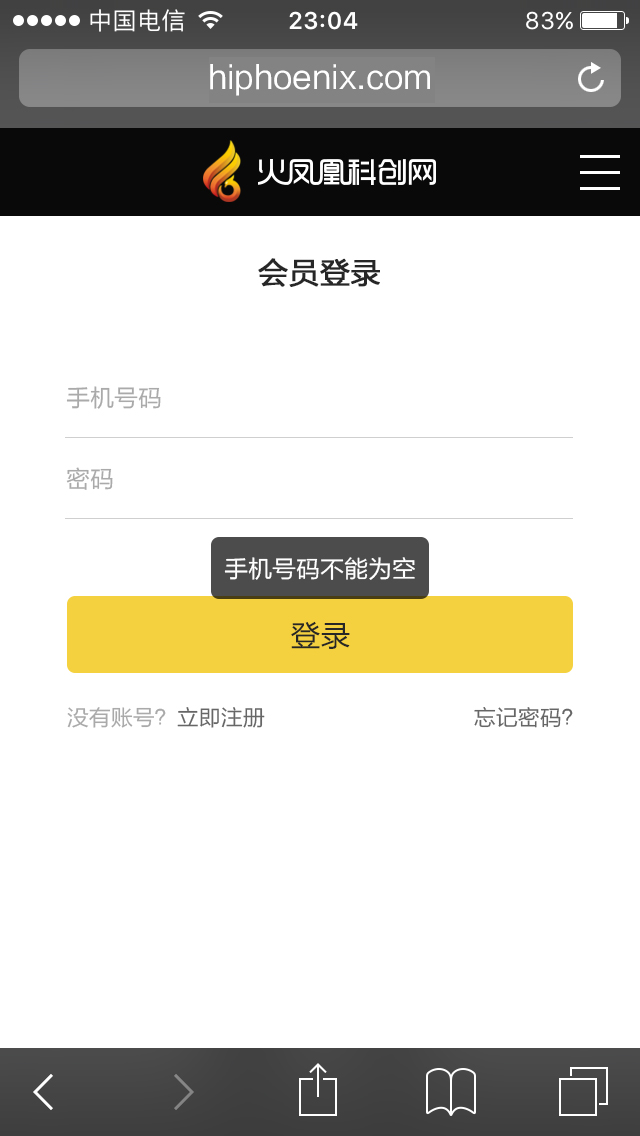 中国电信 23:04 83%
hiphoenix.com
火凤凰科创网
会员登录
手机号码
密码
手机号码不能为空
登录
没有账号? 立即注册 忘记密码?